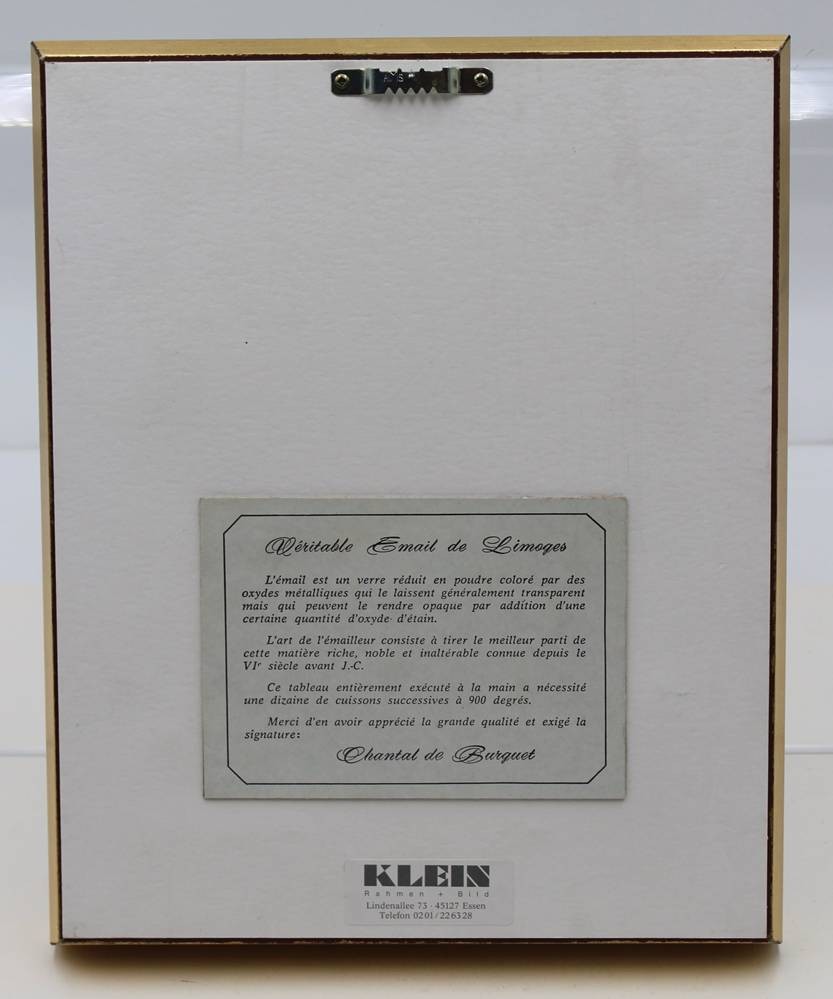 Véritable Email de Limoges
L'émail est un verre réduit en poudre coloré par des
oxydes métalliques qui le laissent généralement transparent
mais qui peuvent le rendre opaque par addition d'une
certaine quantité d'oxyde d'étain.
L'art de l'émailleur consiste à tirer le meilleur parti de
cette matière riche, noble et inaltérable connue depuis le
VIᵉ siècle avant J.-C.
Ce tableau entièrement exécuté à la main a nécessité
une dizaine de cuissons successives à 900 degrés.
Merci d'en avoir apprécié la grande qualité et exigé la
signature:
Chantal de Burquet
KLEIN
Rahmen + Bild
Lindenallee 73 · 45127 Essen
Telefon 0201/226328